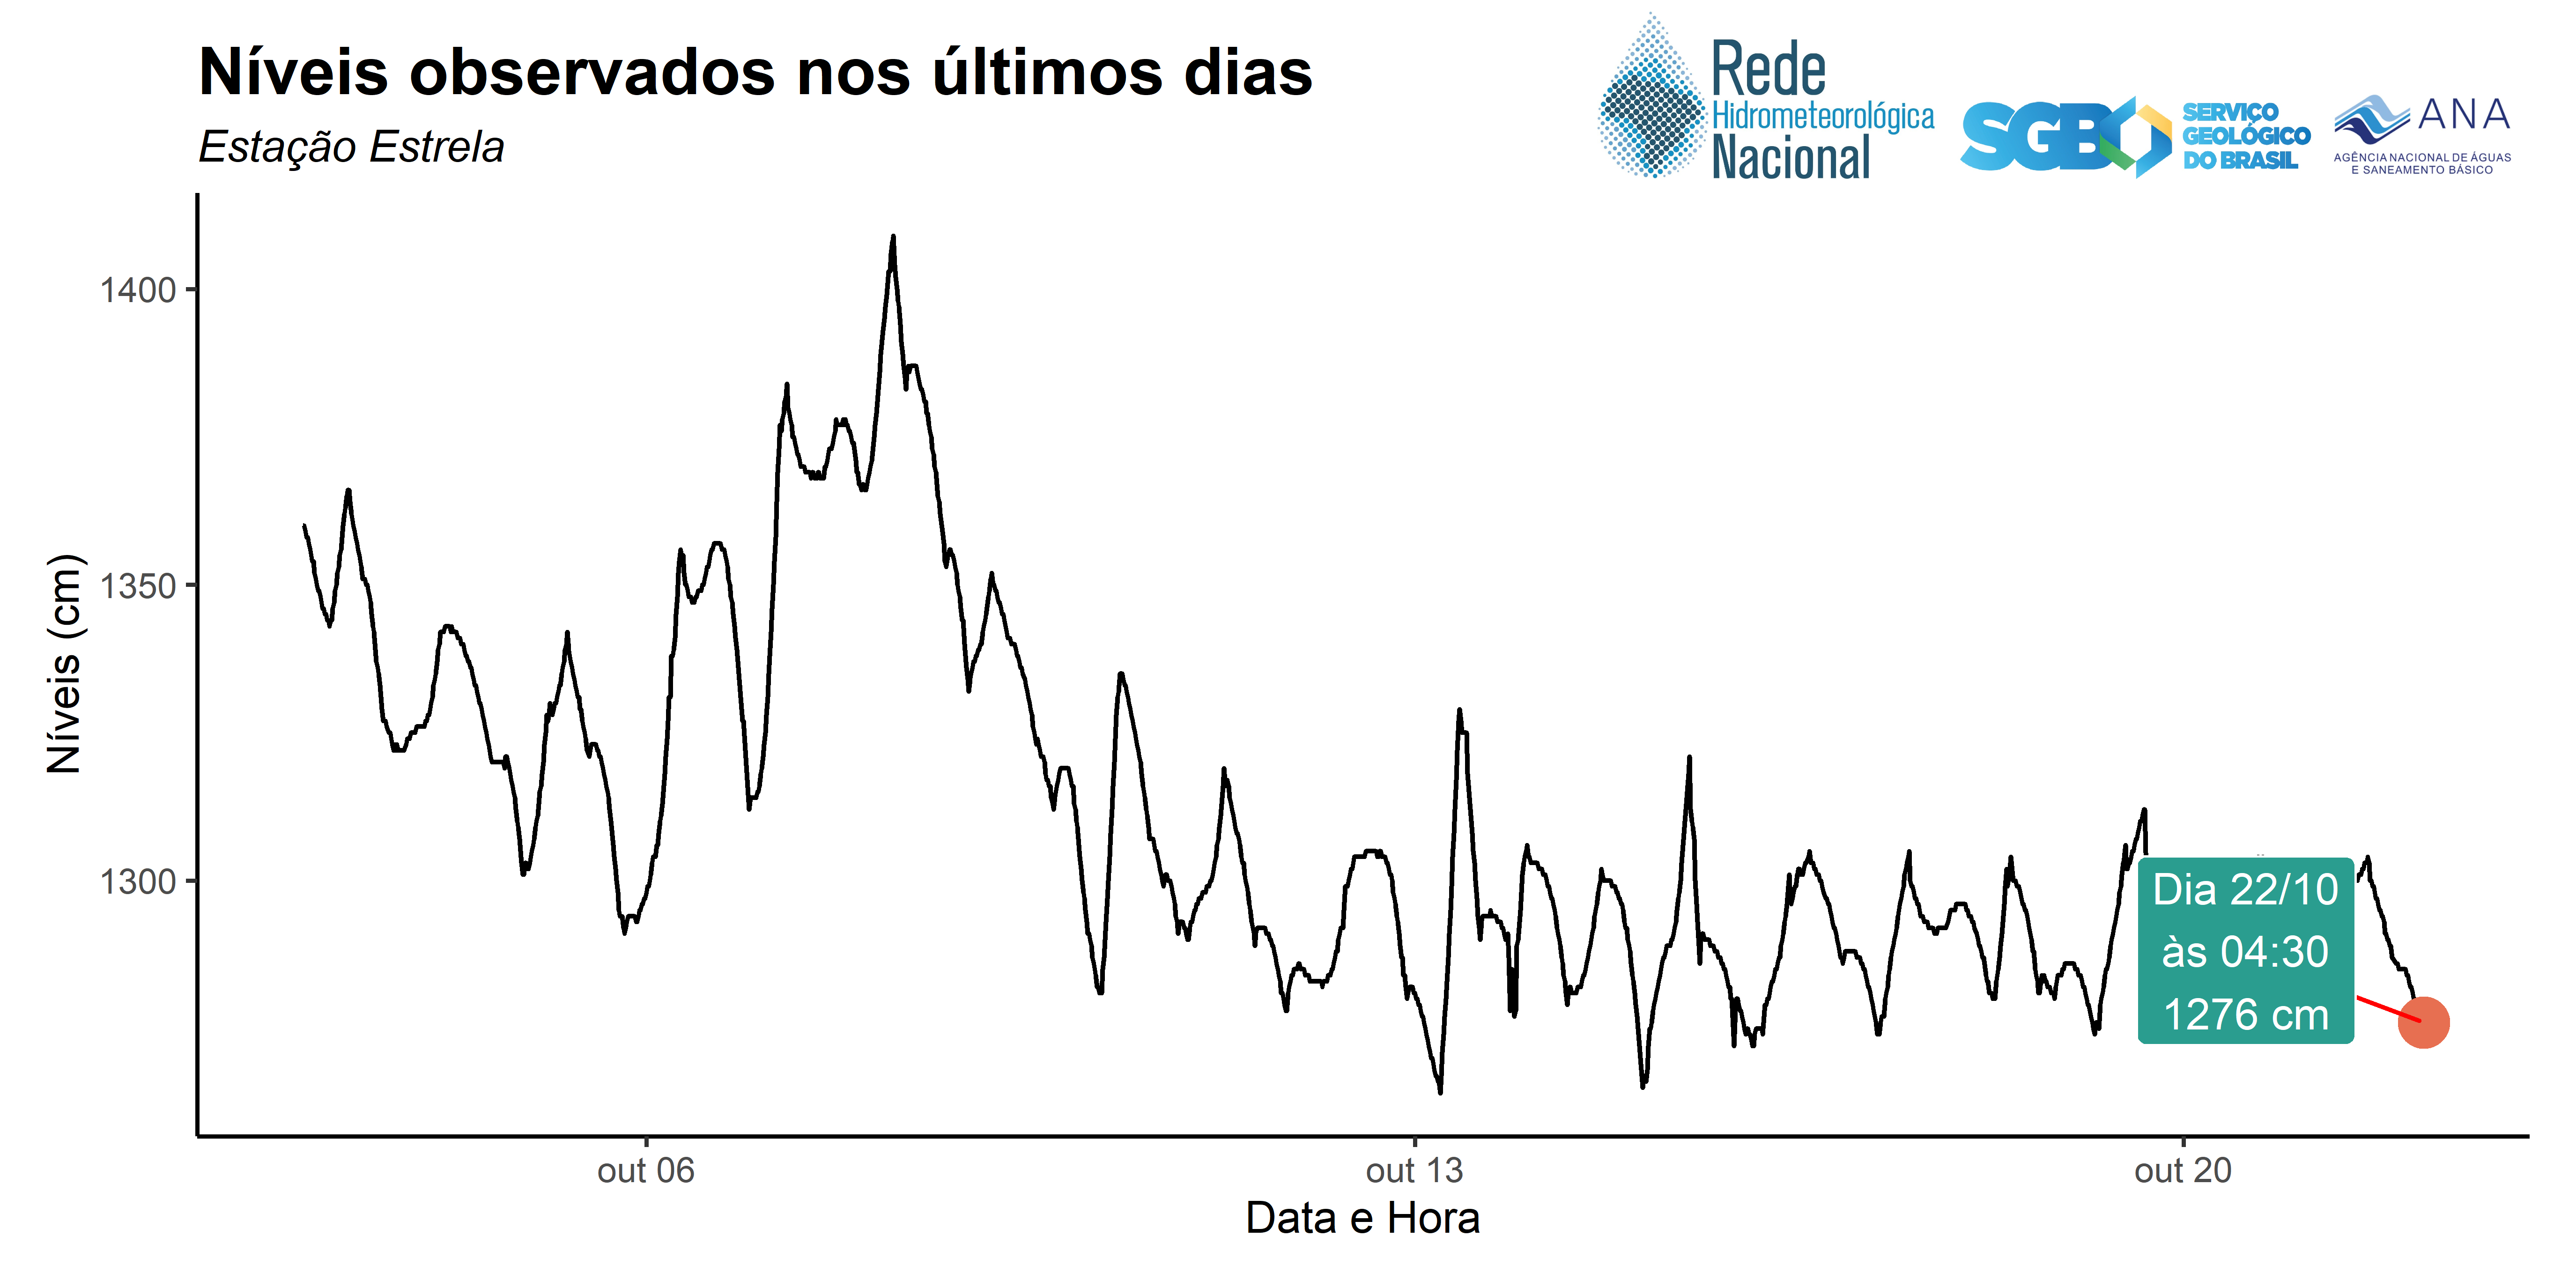 Níveis observados nos últimos dias
Estação Estrela
Rede
Hidrometeorológica
Nacional
SGB
SERVIÇO
GEOLÓGICO
DO BRASIL
ANA
AGÊNCIA NACIONAL DE ÁGUAS
E SANEAMENTO BÁSICO
Níveis (cm)
1400
1350
1300
Dia 22/10
às 04:30
1276 cm
out 06
out 13
out 20
Data e Hora